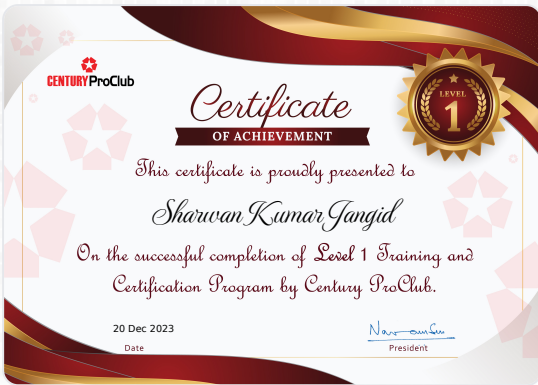 CENTURY ProClub
LEVEL
1
Certificate
OF ACHIEVEMENT
This certificate is proudly presented to
Sharwan Kumar Jangid
On the successful completion of Level 1 Training and
Certification Program by Century ProClub.
20 Dec 2023
Date
President